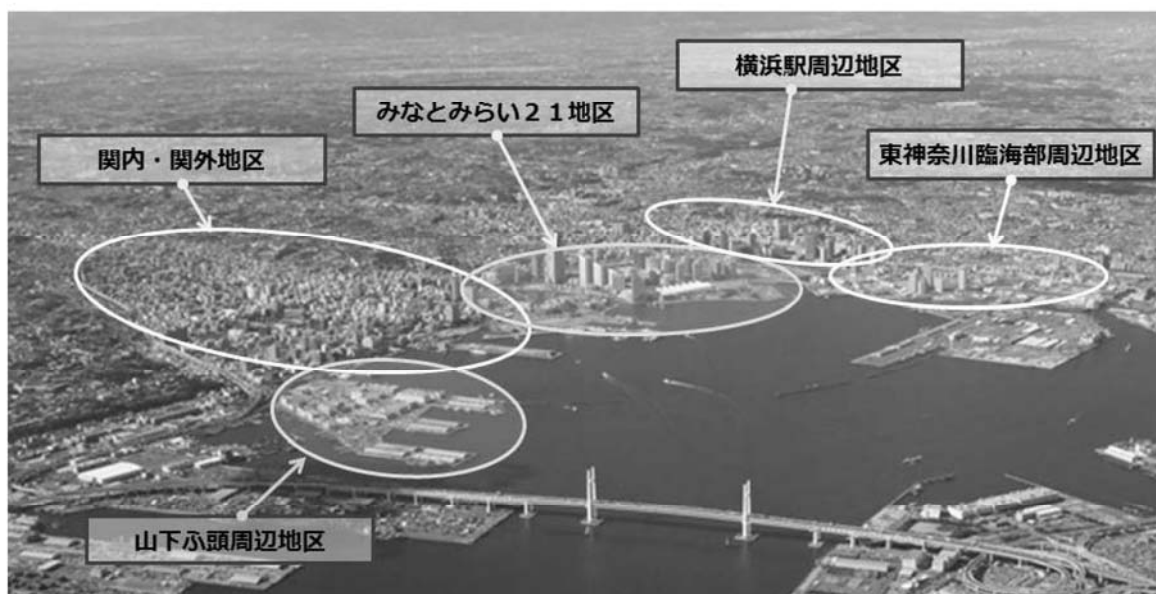 横浜駅周辺地区
みなとみらい２１地区
関内・関外地区
東神奈川臨海部周辺地区
山下ふ頭周辺地区